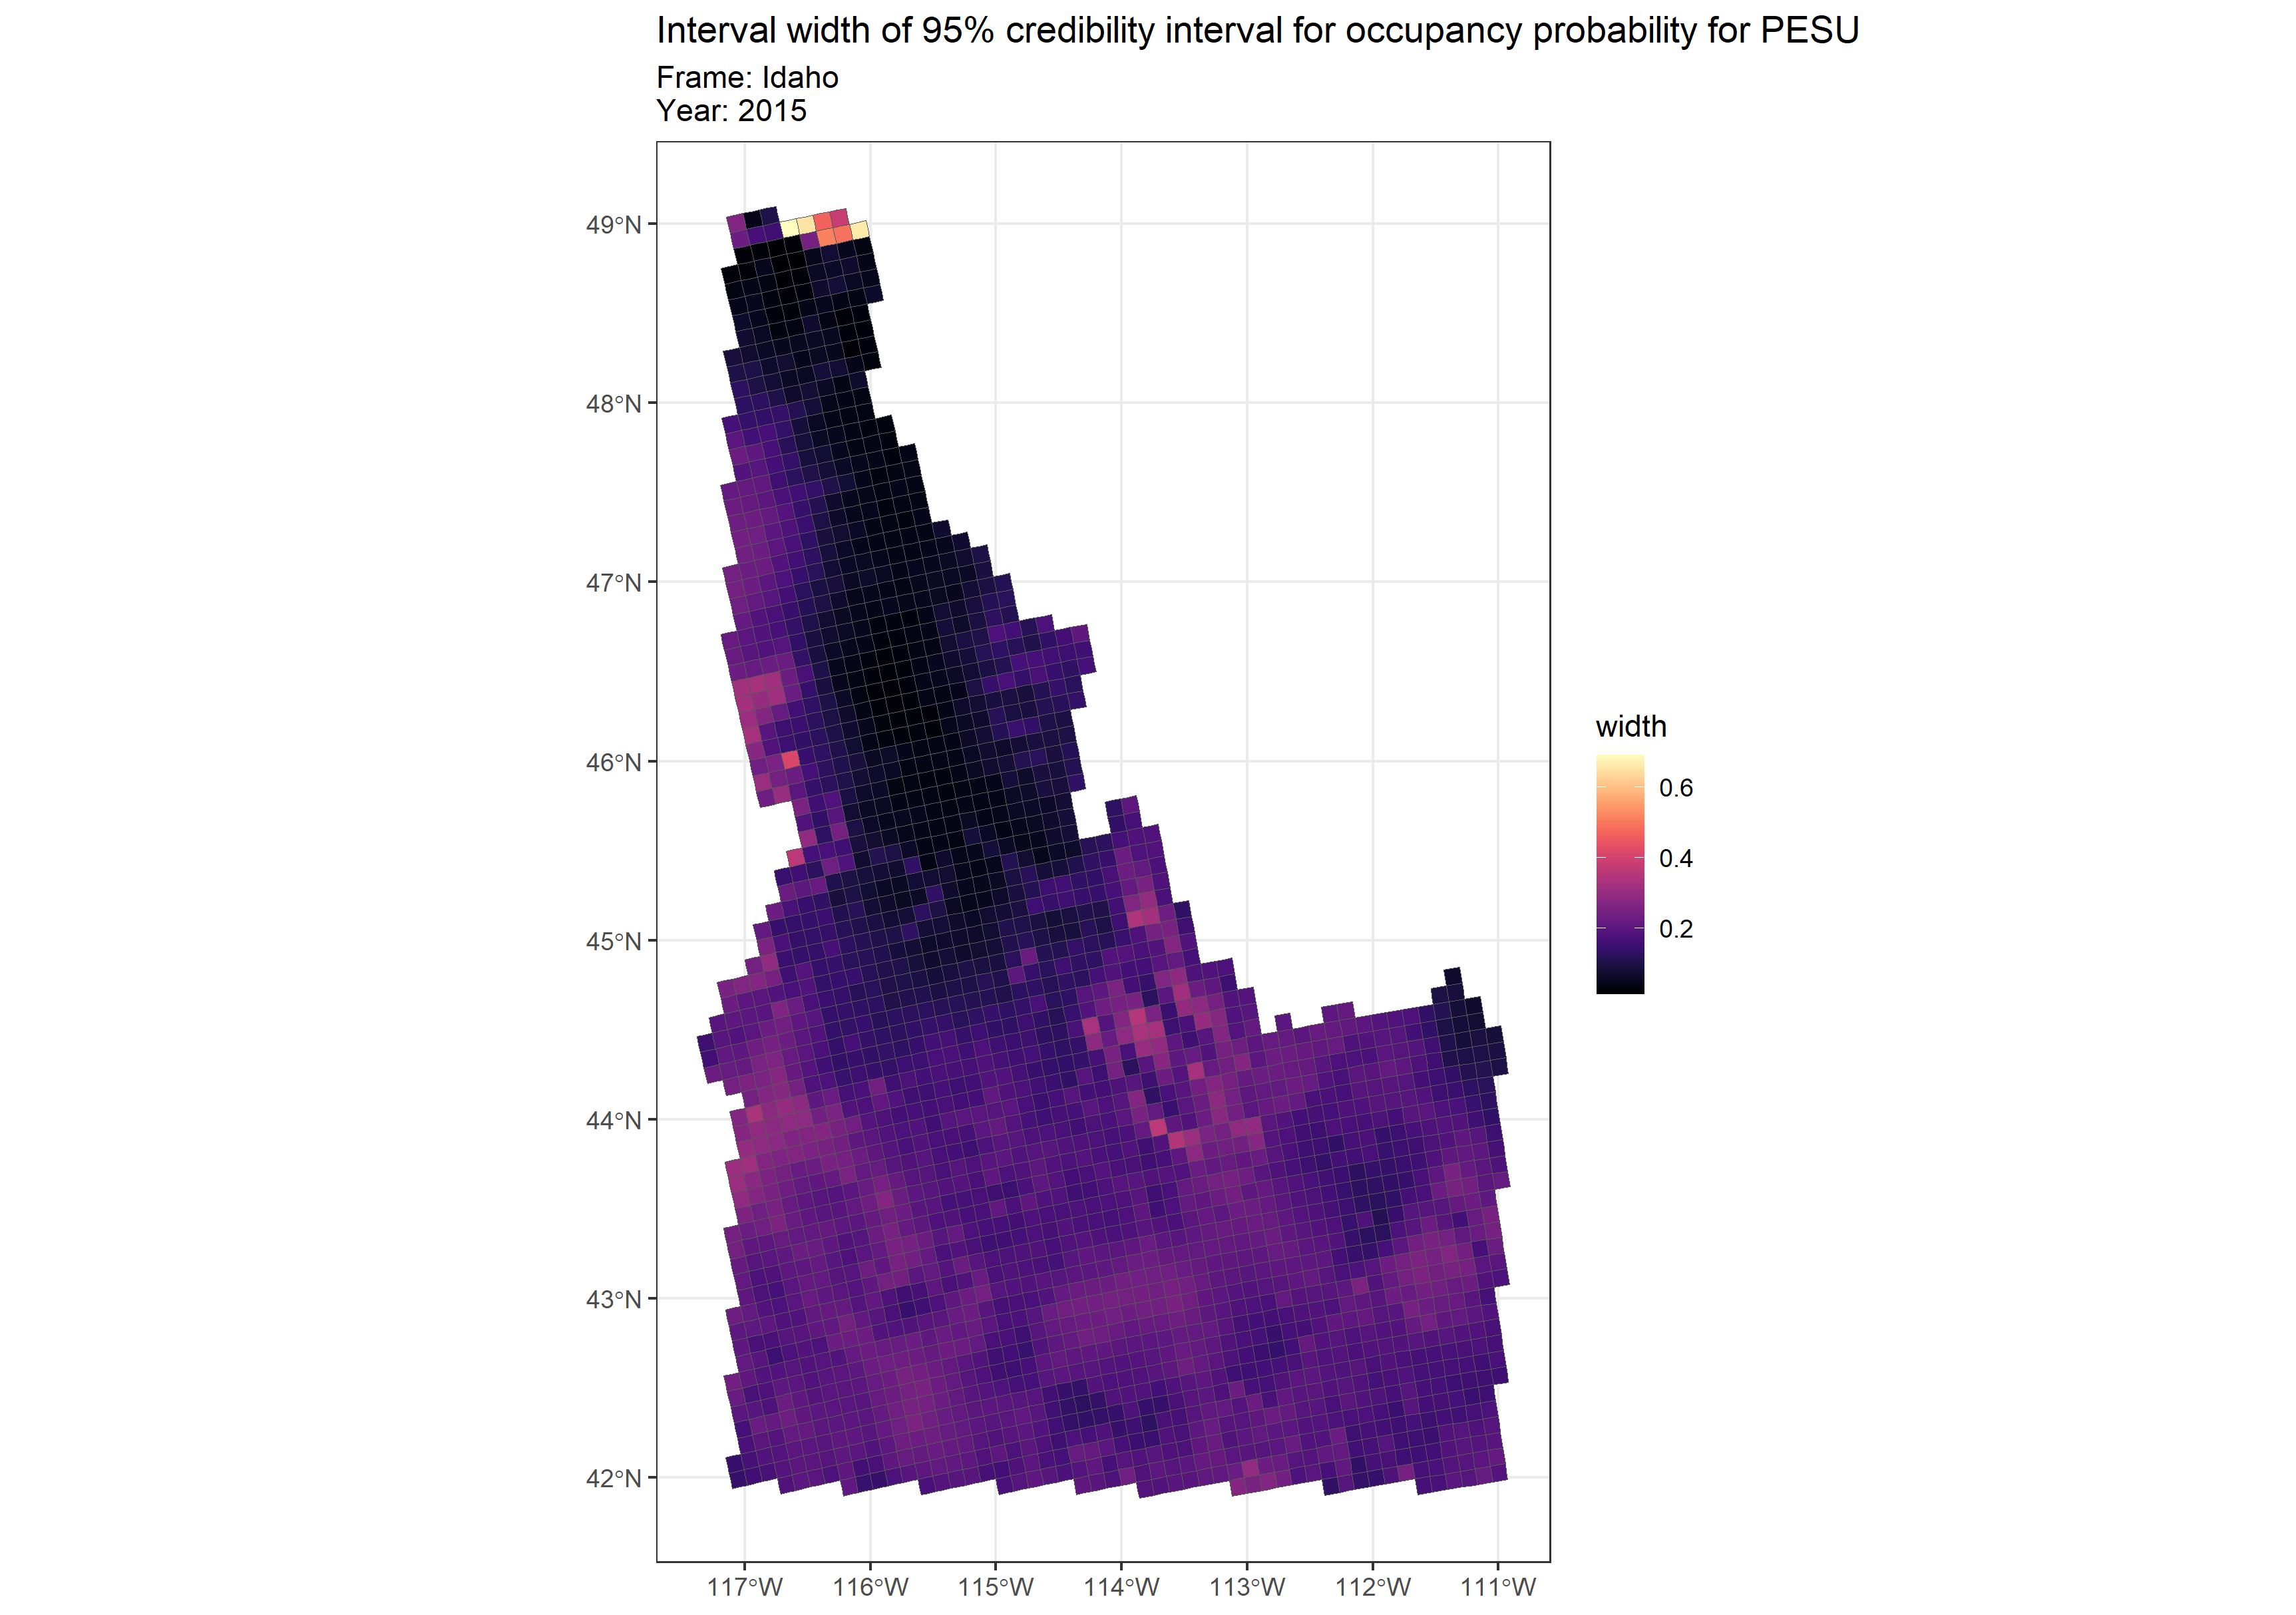 Interval width of 95% credibility interval for occupancy probability for PESU
Frame: Idaho
Year: 2015
49°N
48°N
47°N
46°N
45°N
44°N
43°N
42°N
117°W 116°W 115°W 114°W 113°W 112°W 111°W
width
0.6
0.4
0.2